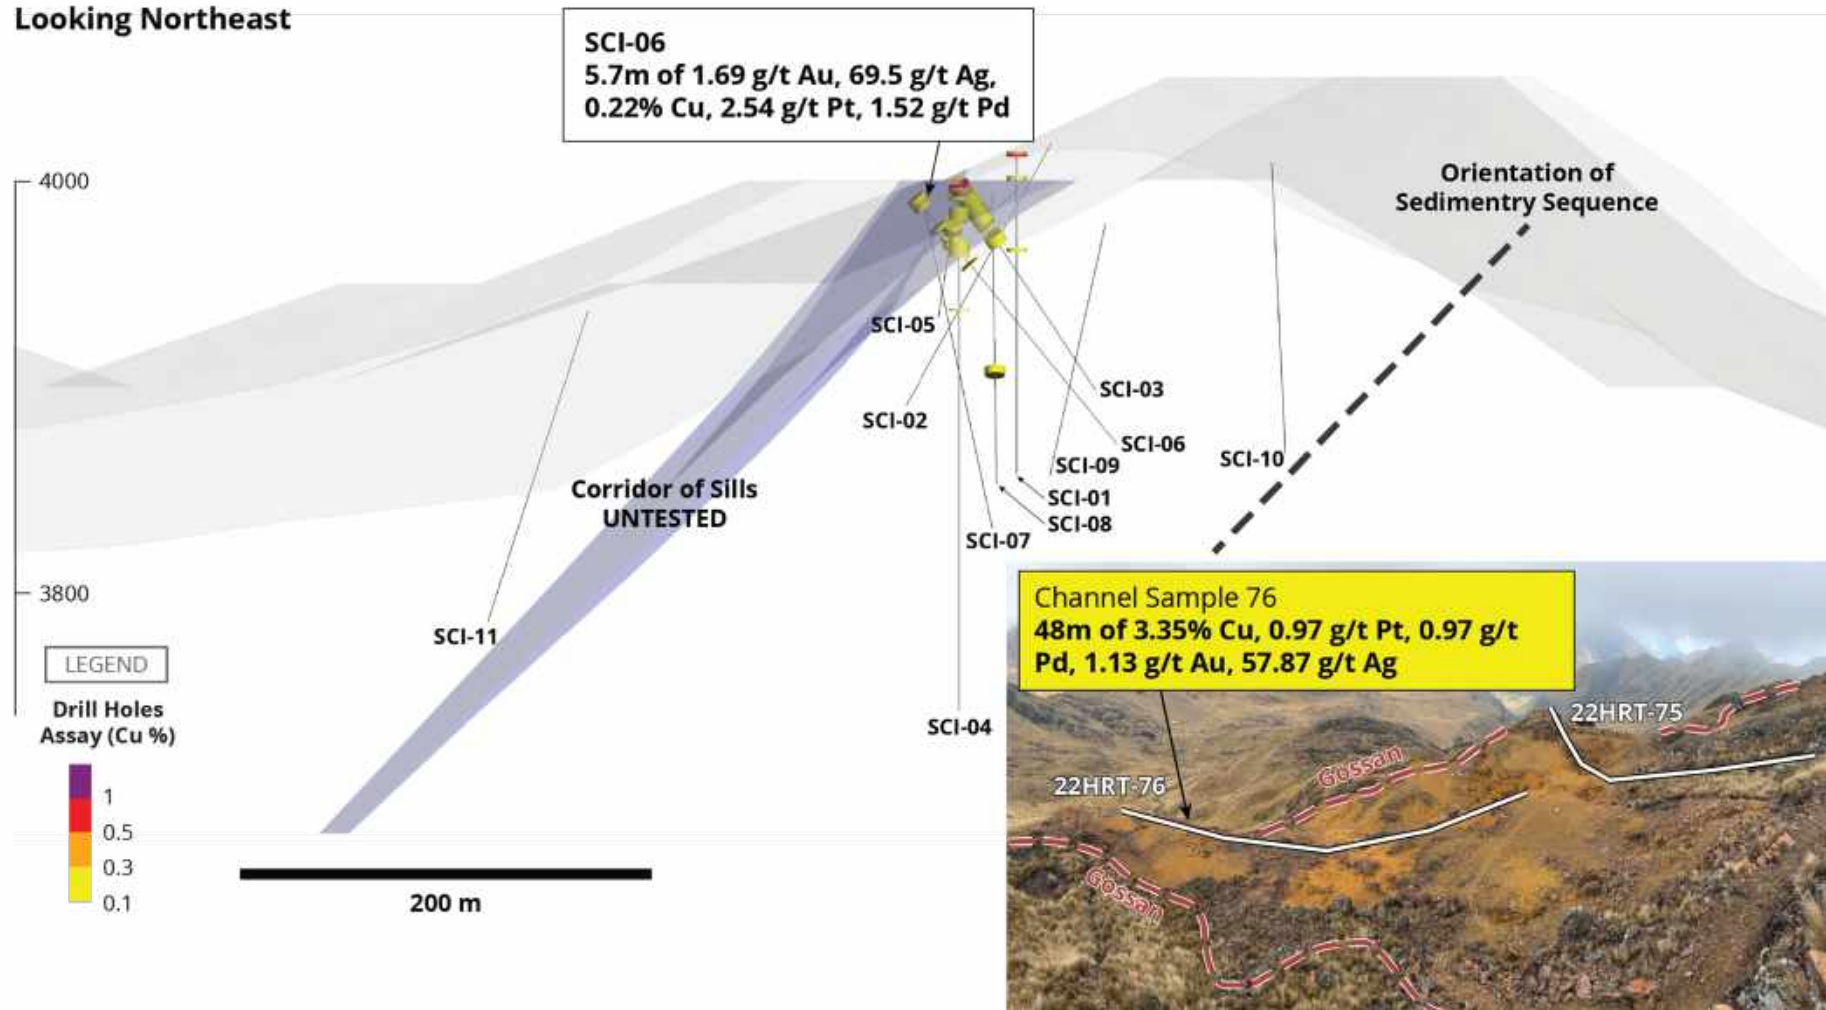 Looking Northeast
SCI-06
5.7m of 1.69 g/t Au, 69.5 g/t Ag,
0.22% Cu, 2.54 g/t Pt, 1.52 g/t Pd
4000
Orientation of
Sedimentry Sequence
SCI-05
SCI-03
SCI-02
SCI-06
SCI-09
SCI-10
SCI-01
SCI-08
SCI-07
Corridor of Sills
UNTESTED
3800
SCI-11
SCI-04
LEGEND
Drill Holes
Assay (Cu %)
1
0.5
0.3
0.1
200 m
Channel Sample 76
48m of 3.35% Cu, 0.97 g/t Pt, 0.97 g/t
Pd, 1.13 g/t Au, 57.87 g/t Ag
22HRT-75
Gossan
22HRT-76
Gossan